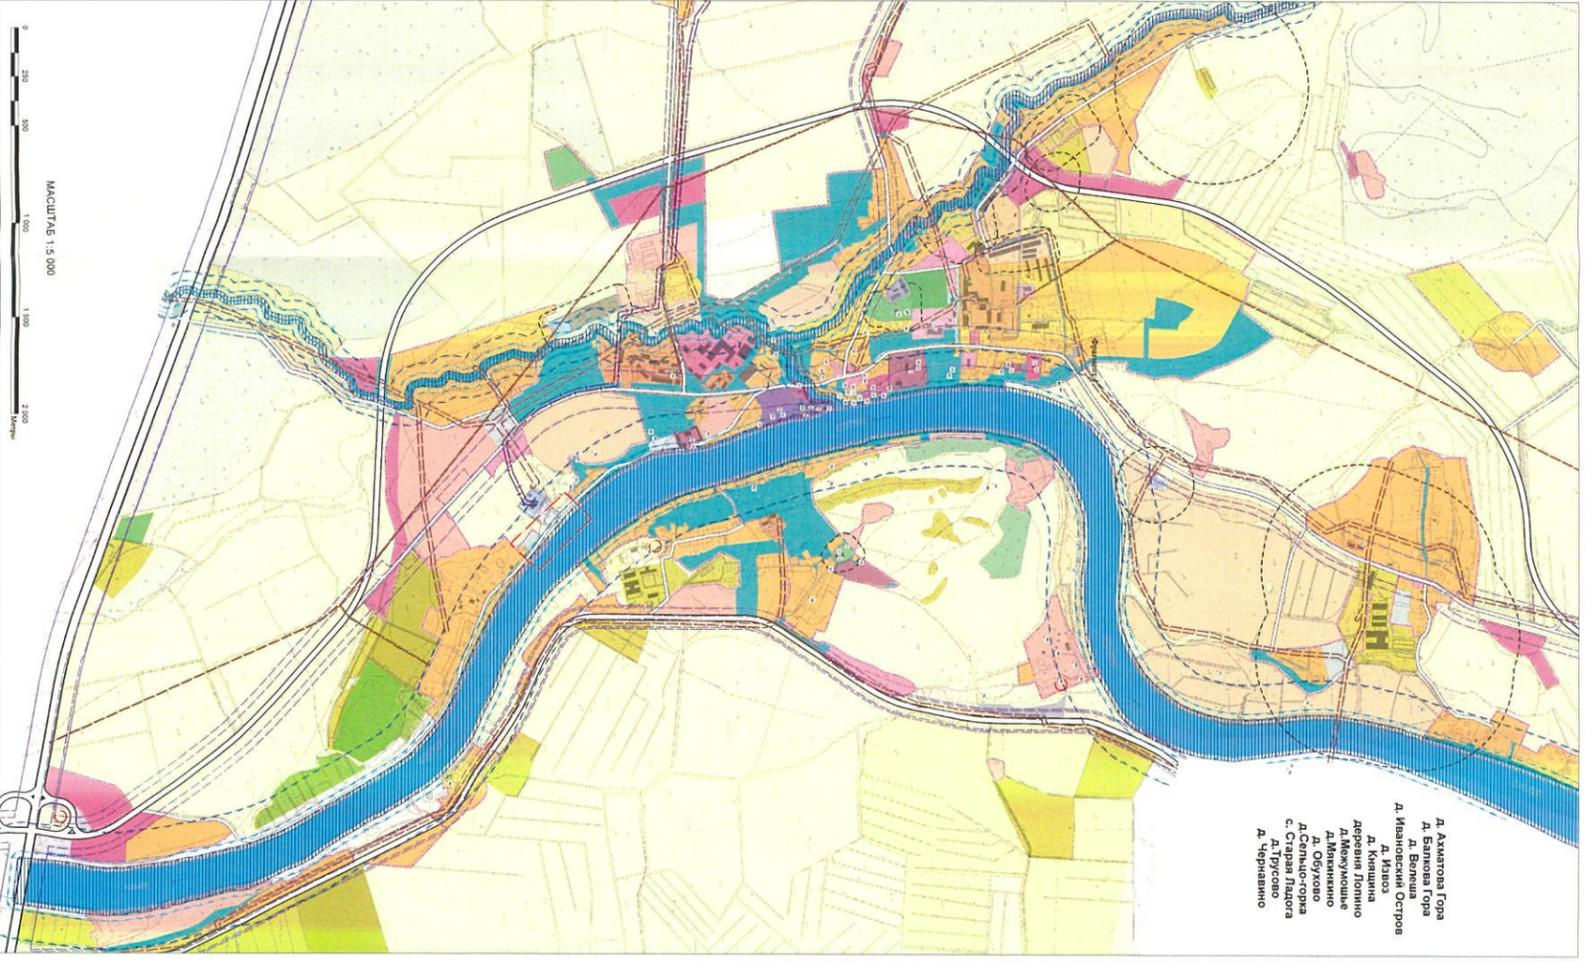 МАСШТАБ 1:5 000
0
250
500
1 000
1 500
2 000
Метры
д. Ахматова Гора
д. Балкова Гора
д. Велеша
д. Ивановский Остров
д. Извоз
д. Княщина
деревня Лопино
д.Межумошье
д.Мякинкино
д. Обухово
д.Сельцо-горка
с. Старая Ладога
д.Трусово
д. Чернавино